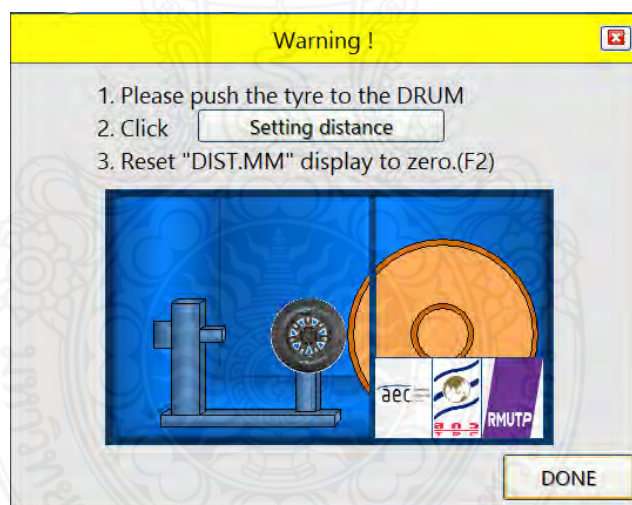 Warning !
1. Please push the tyre to the DRUM
2. Click Setting distance
3. Reset "DIST.MM" display to zero.(F2)
aec
RMUTP
DONE